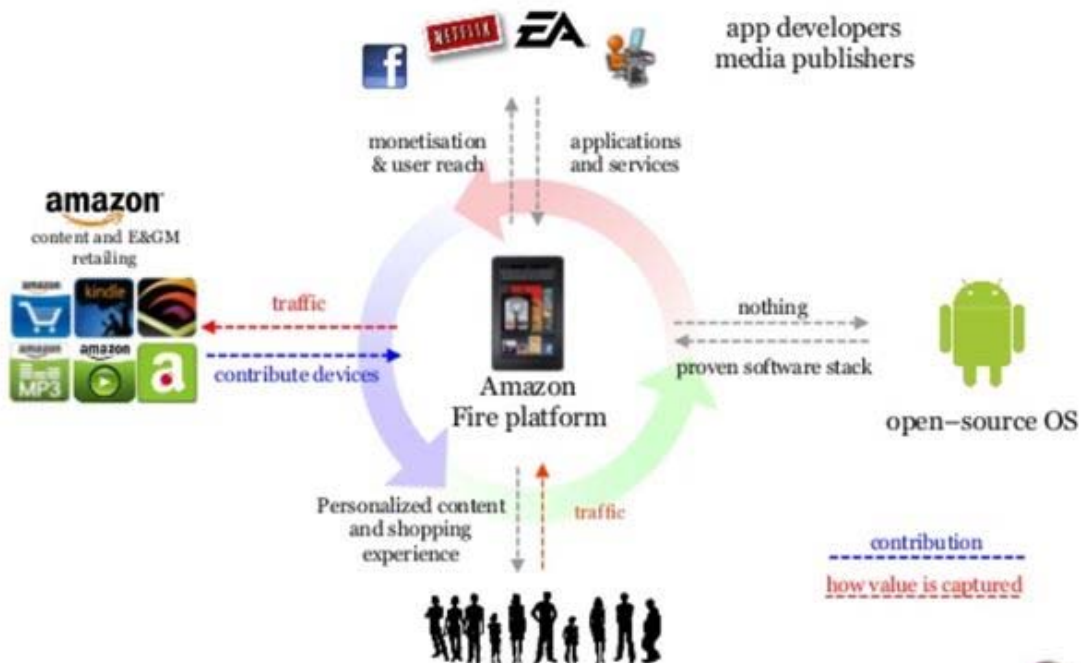 NETFLIX
EA
f
app developers
media publishers
monetisation
& user reach
applications
and services
amazon
content and E&GM
retailing
amazon
kindle
amazon
MP3
amazon
a
traffic
contribute devices
Amazon
Fire platform
nothing
proven software stack
open-source OS
Personalized content
and shopping
experience
traffic
contribution
how value is captured